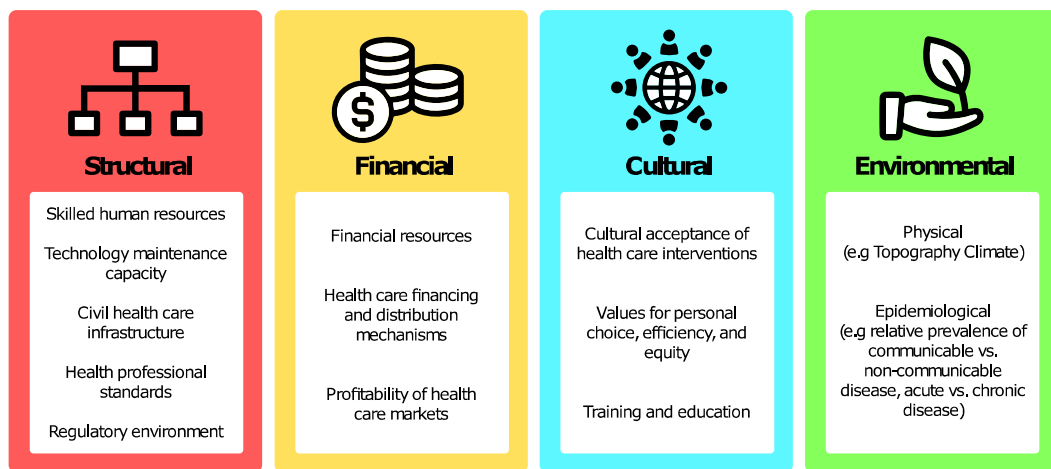 Structural
Skilled human resources
Technology maintenance
capacity
Civil health care
infrastructure
Health professional
standards
Regulatory environment
$
Financial
Financial resources
Health care financing
and distribution
mechanisms
Profitability of health
care markets
Cultural
Cultural acceptance of
health care interventions
Values for personal
choice, efficiency, and
equity
Training and education
Environmental
Physical
(e.g Topography Climate)
Epidemiological
(e.g relative prevalence of
communicable vs.
non-communicable
disease, acute vs. chronic
disease)